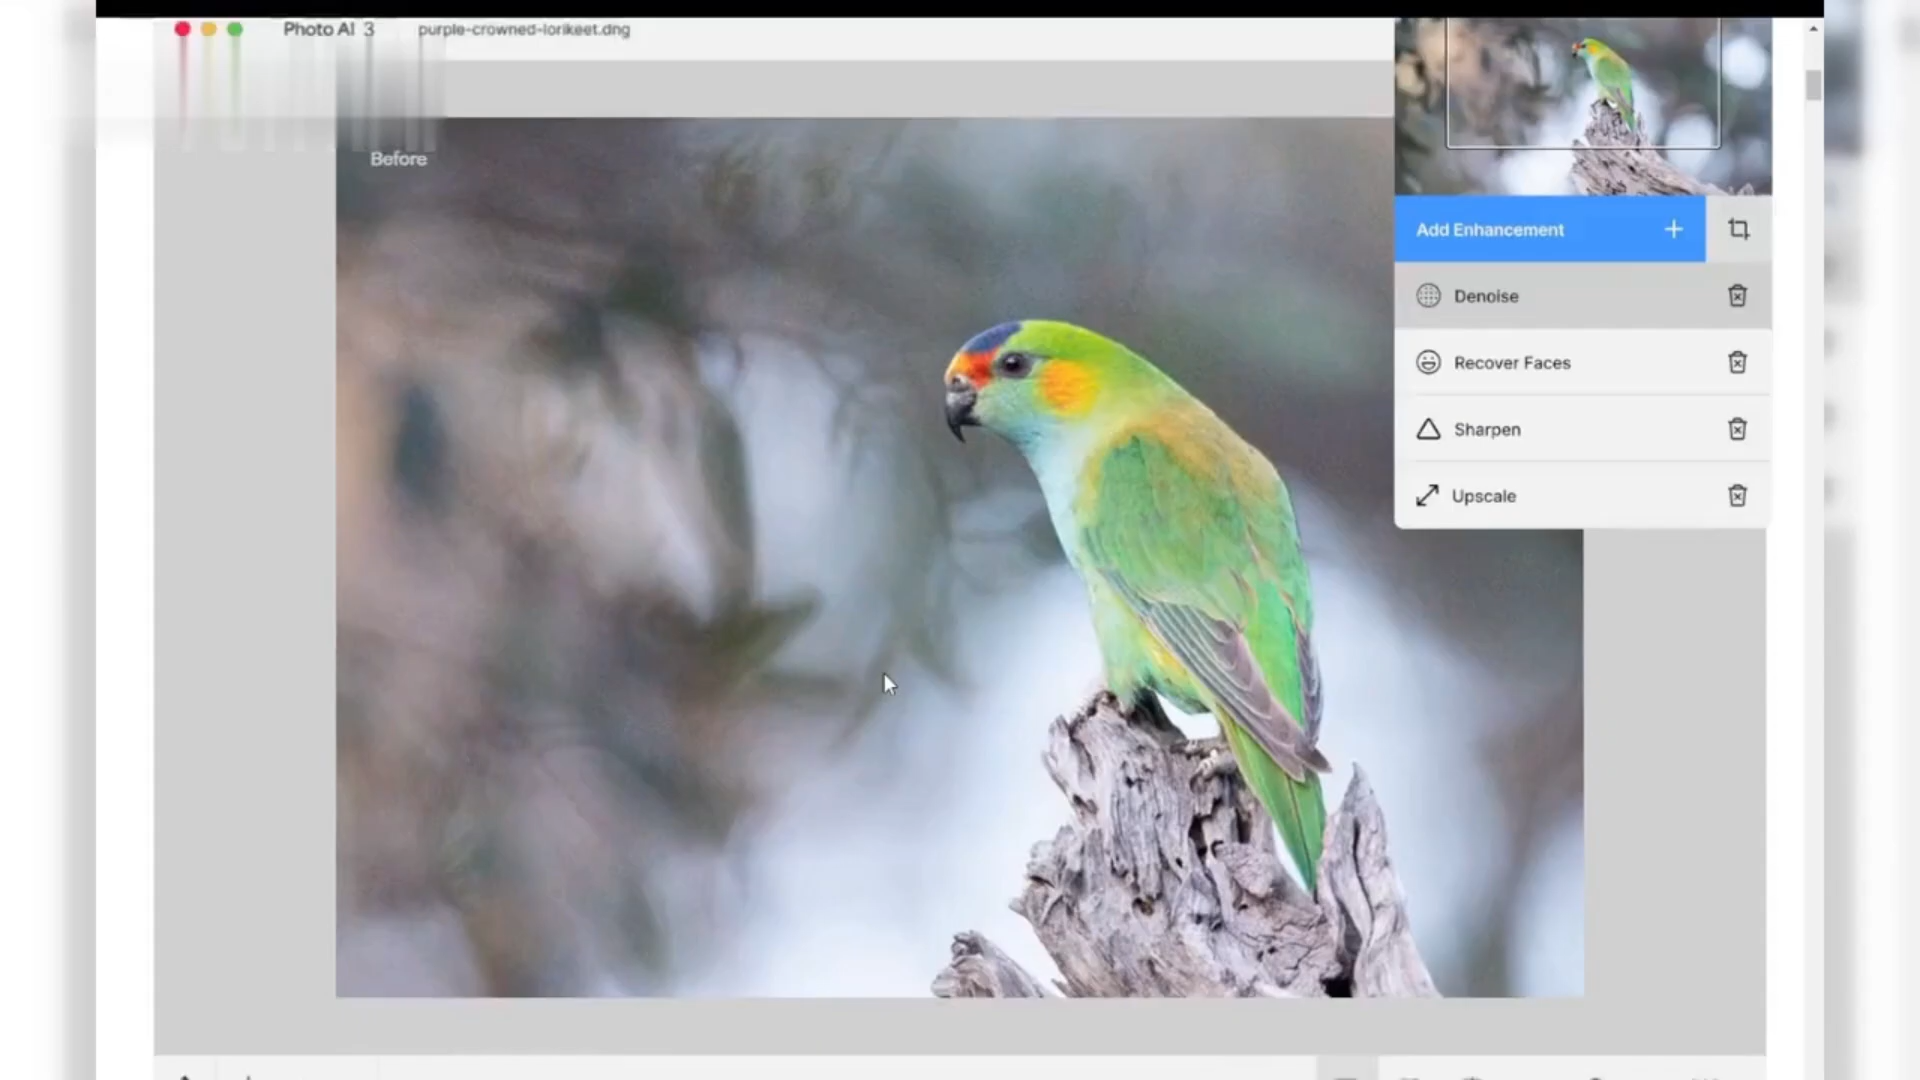 Photo AI 3
purple-crowned-lorikeet.dng
Before
Add Enhancement
Denoise
Recover Faces
Sharpen
Upscale